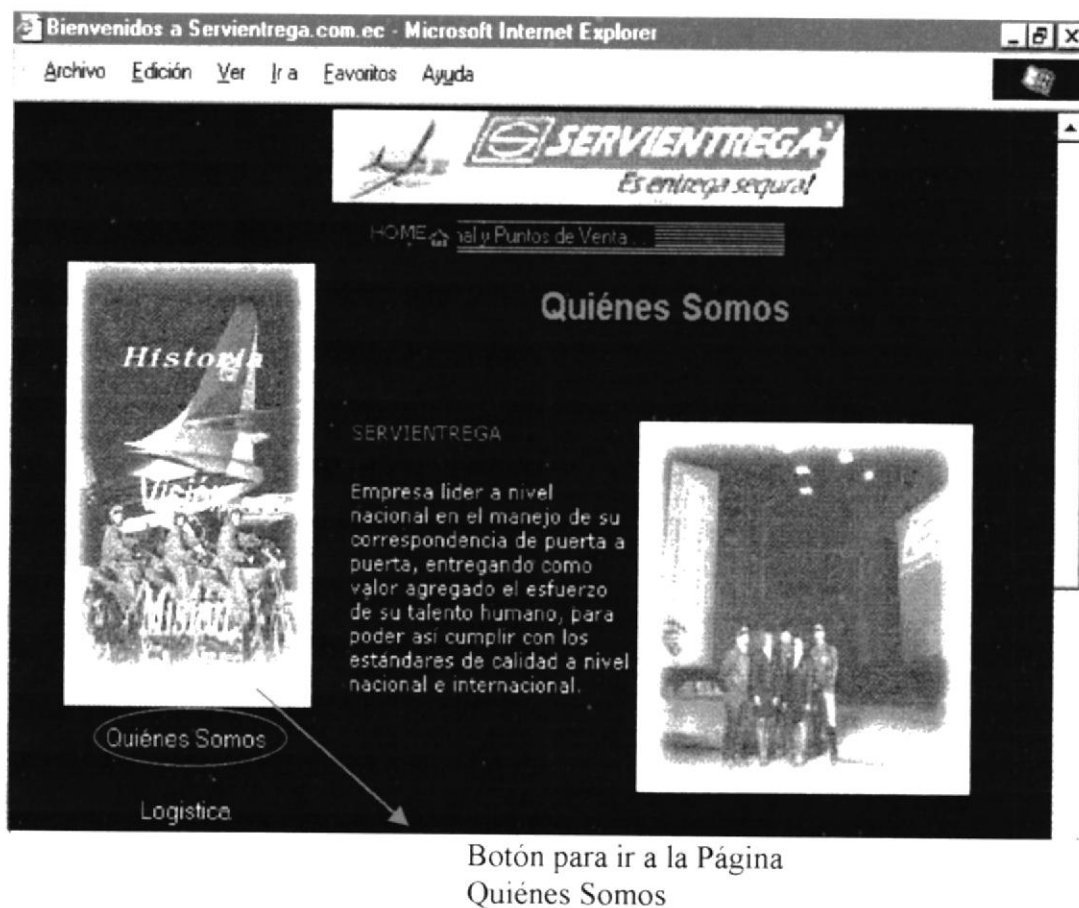 Bienvenidos a Servientrega.com.ec - Microsoft Internet Explorer
Archivo Edición Ver Ir a Favoritos Ayuda
SERVIENTREGA
Es entrega segura!
HOME nal y Puntos de Venta...
Quiénes Somos
Historia
Visión
Misión
SERVIENTREGA
Empresa lider a nivel
nacional en el manejo de su
correspondencia de puerta a
puerta, entregando como
valor agregado el esfuerzo
de su talento humano, para
poder así cumplir con los
estándares de calidad a nivel
nacional e internacional.
Quiénes Somos
Logistica
Botón para ir a la Página
Quiénes Somos